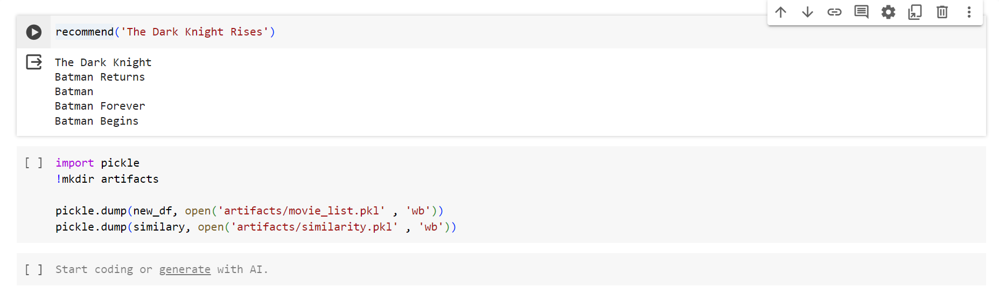 recommend('The Dark Knight Rises')
The Dark Knight
Batman Returns
Batman
Batman Forever
Batman Begins
[ ] import pickle
!mkdir artifacts
pickle.dump(new_df, open('artifacts/movie_list.pkl' , 'wb'))
pickle.dump(similary, open('artifacts/similarity.pkl' , 'wb'))
[ ] Start coding or generate with AI.